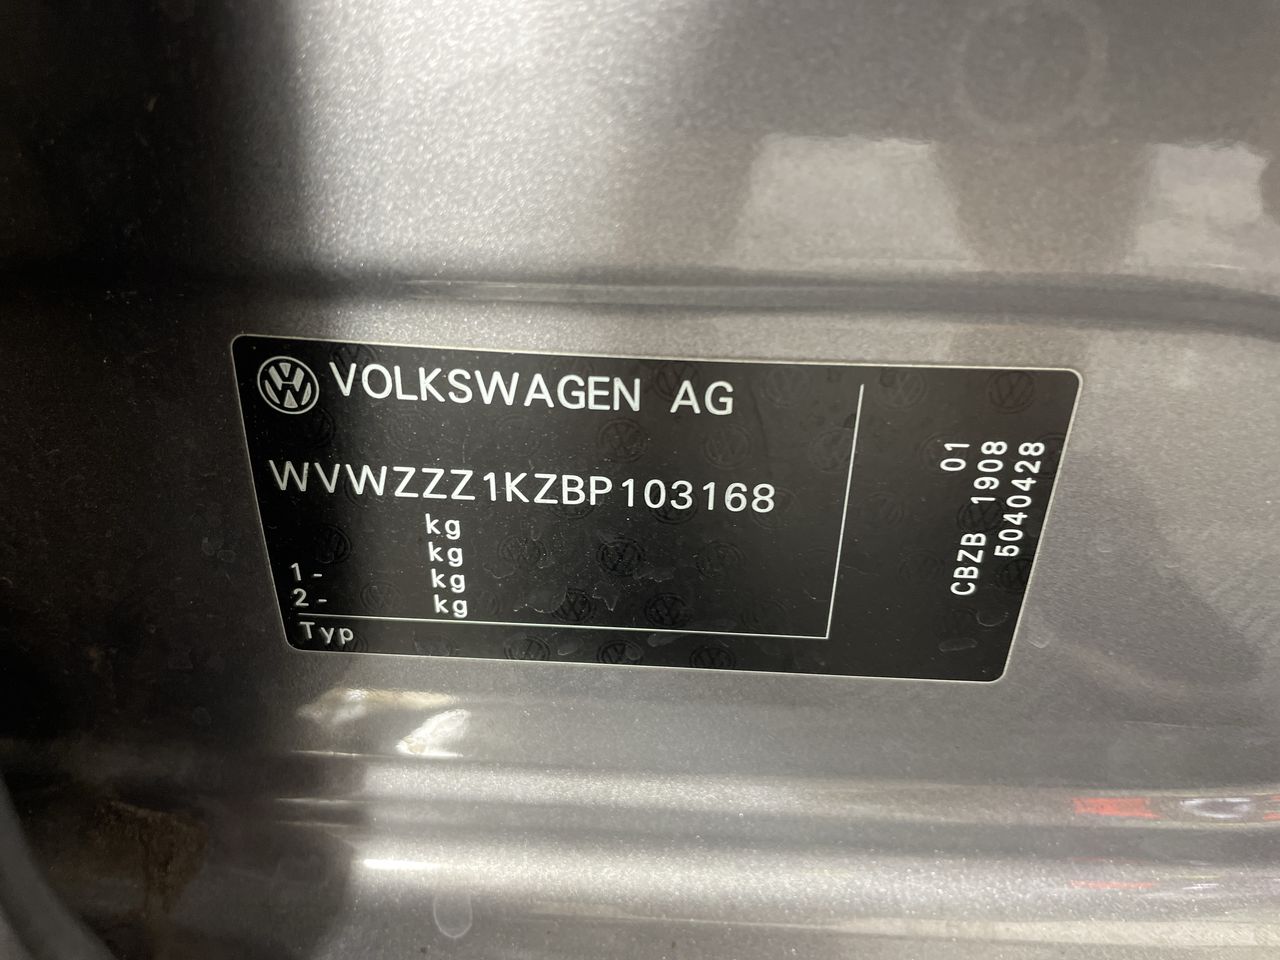 VOLKSWAGEN AG
WVWZZZ1KZBP103168
kg
kg
1- kg
2- kg
Typ
CBZB 01
1908
5040428